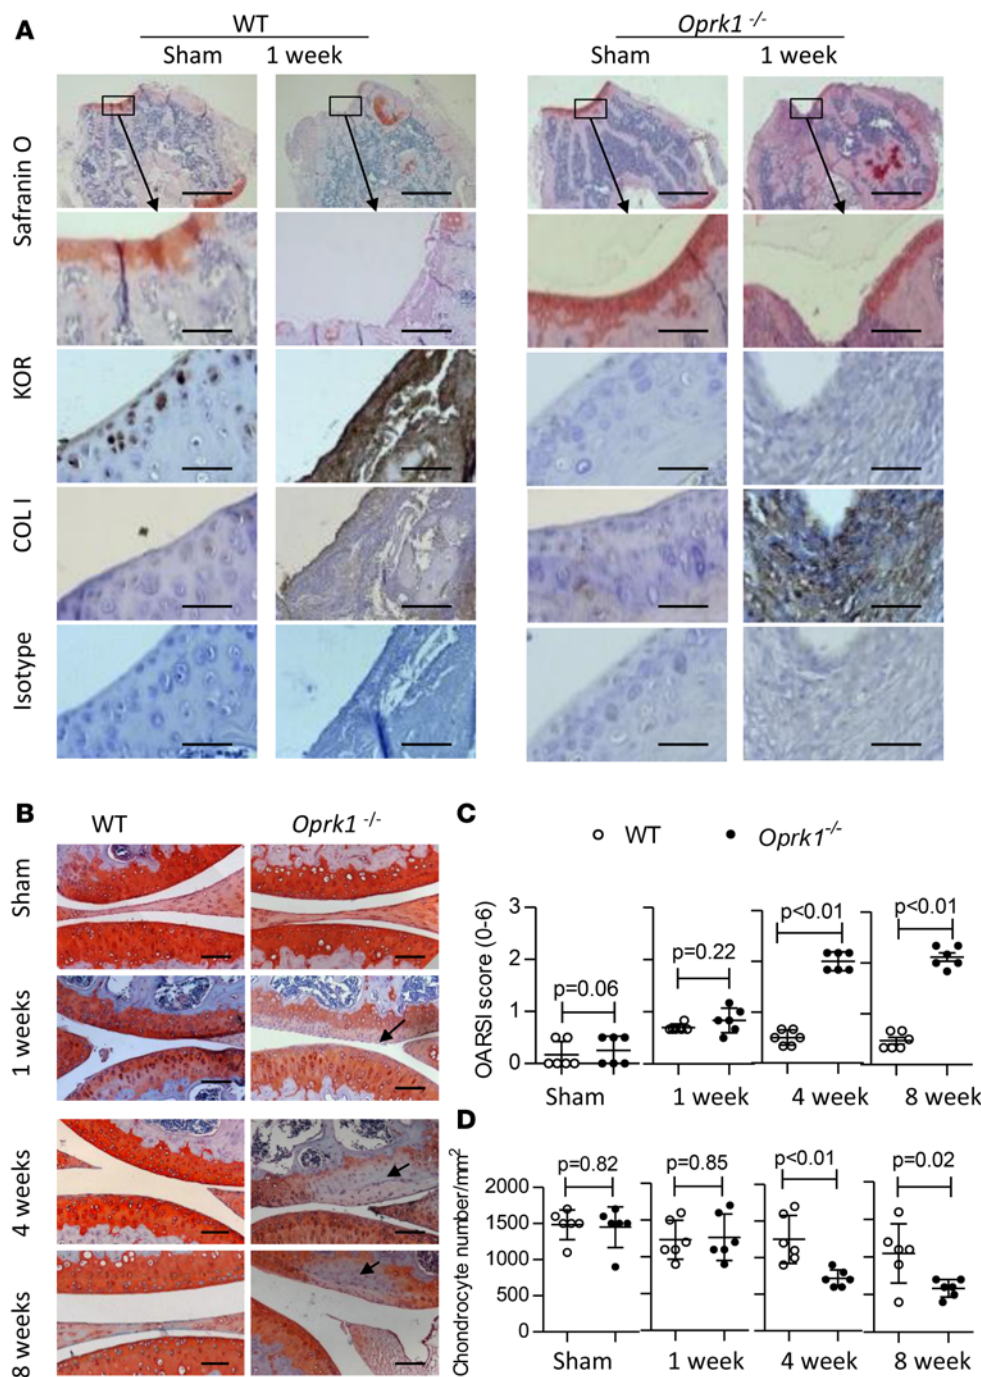 A
WT
Oprk1 -/-
Sham 1 week
Sham 1 week
Safranin O
KOR
COL I
Isotype
B
WT Oprk1 -/-
Sham
1 weeks
4 weeks
8 weeks
C
WT Oprk1-/-
OARSI score (0-6)
3
2
1
0
p=0.06
p=0.22
p<0.01
p<0.01
Sham 1 week 4 week 8 week
D
Chondrocyte number/mm2
2000
1500
1000
500
0
p=0.82
p=0.85
p<0.01
p=0.02
Sham 1 week 4 week 8 week